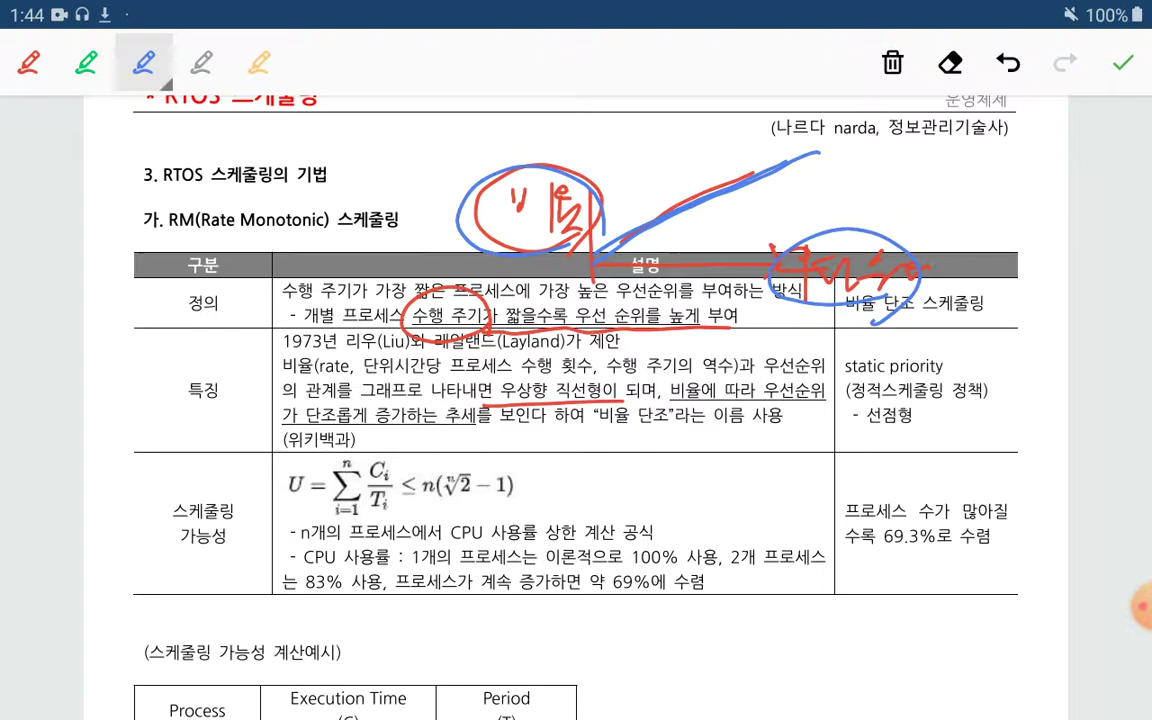 1:44
100%
* RTOS 스케줄링
운영체제
(나르다 narda, 정보관리기술사)
3. RTOS 스케줄링의 기법
가. RM(Rate Monotonic) 스케줄링
비율
구분 설명
우선순위
정의
수행 주기가 가장 짧은 프로세스에 가장 높은 우선순위를 부여하는 방식
- 개별 프로세스 수행 주기가 짧을수록 우선 순위를 높게 부여
비율 단조 스케줄링
특징
1973년 리우(Liu)와 레일랜드(Layland)가 제안
비율(rate, 단위시간당 프로세스 수행 횟수, 수행 주기의 역수)과 우선순위
의 관계를 그래프로 나타내면 우상향 직선형이 되며, 비율에 따라 우선순위
가 단조롭게 증가하는 추세를 보인다 하여 “비율 단조”라는 이름 사용
(위키백과)
static priority
(정적스케줄링 정책)
- 선점형
스케줄링
가능성
U = ∑_{i=1}^{n} C_i/T_i ≤ n(ⁿ√2 − 1)
- n개의 프로세스에서 CPU 사용률 상한 계산 공식
- CPU 사용률 : 1개의 프로세스는 이론적으로 100% 사용, 2개 프로세스
는 83% 사용, 프로세스가 계속 증가하면 약 69%에 수렴
프로세스 수가 많아질
수록 69.3%로 수렴
(스케줄링 가능성 계산예시)
Process
Execution Time
(C)
Period
(T)